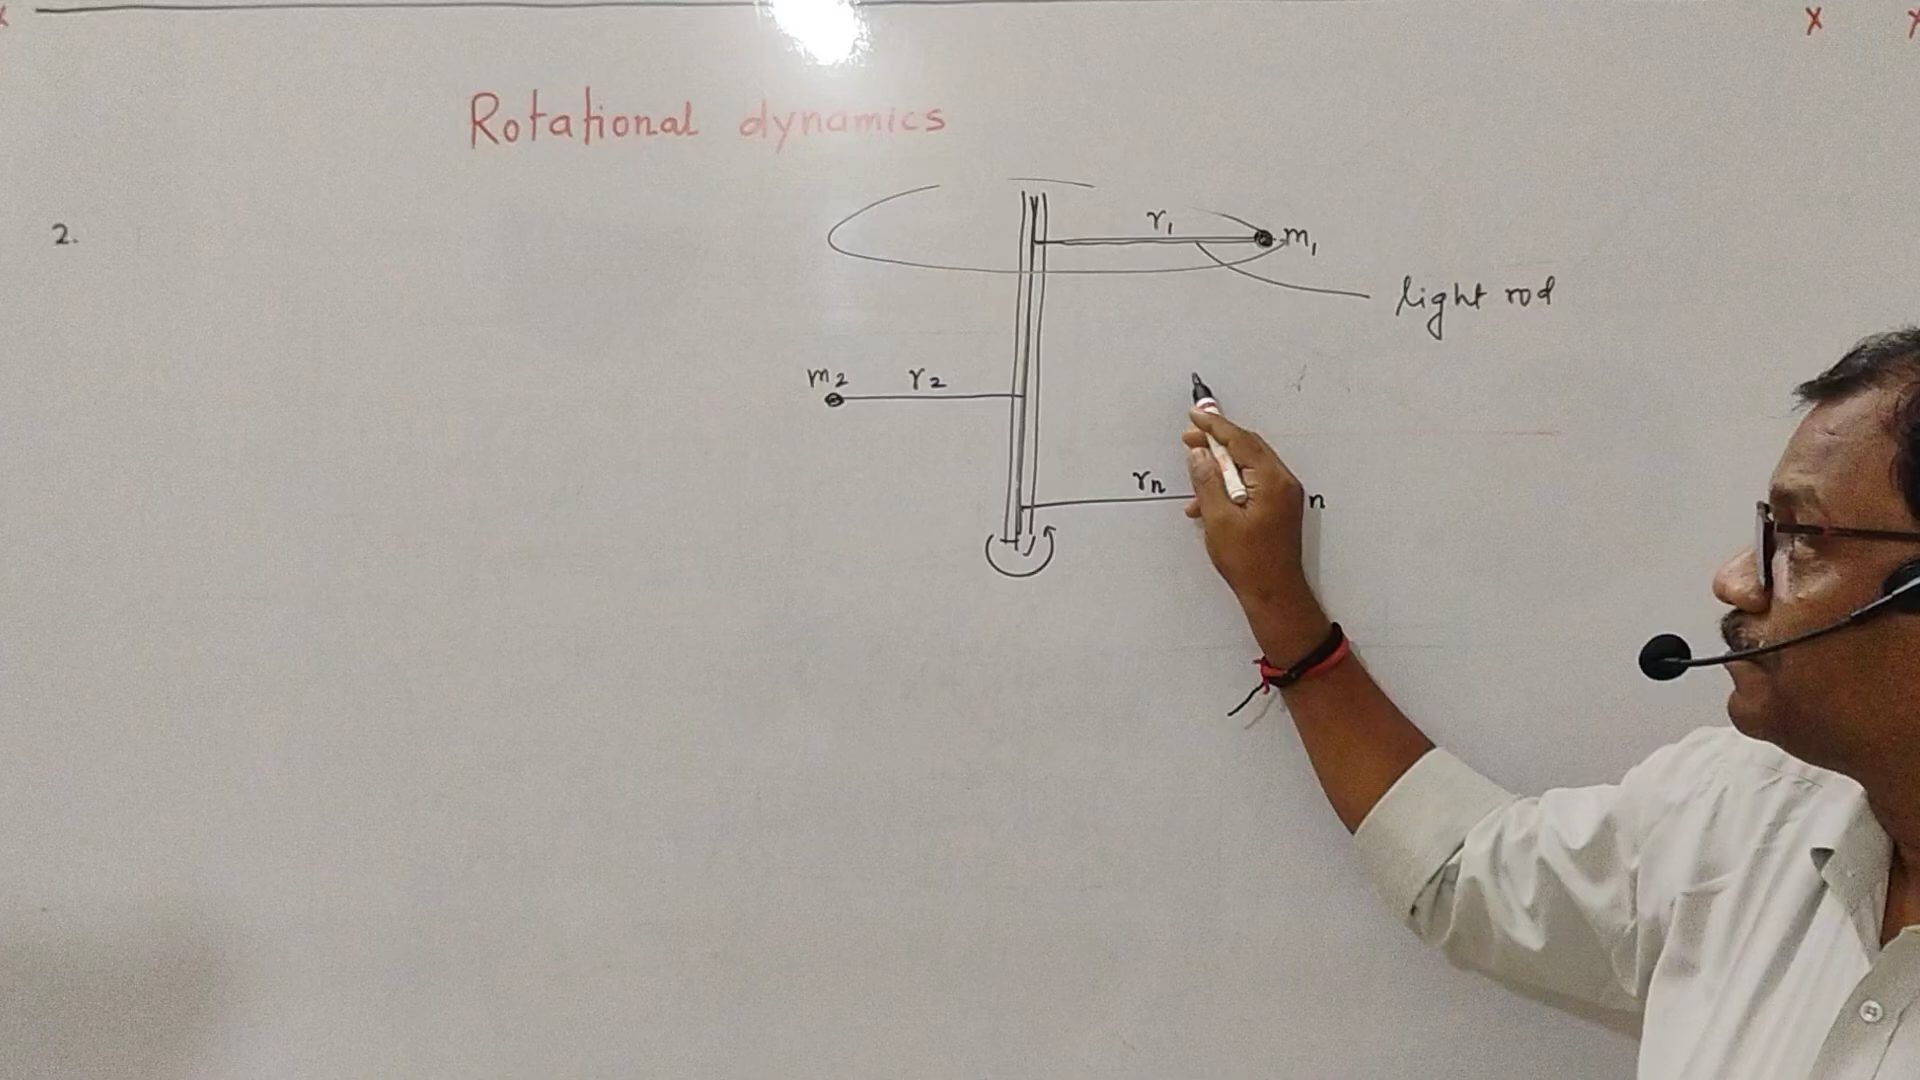 x
x
Rotational dynamics
2.
r₁
m₁
light rod
m₂ r₂
rₙ
n